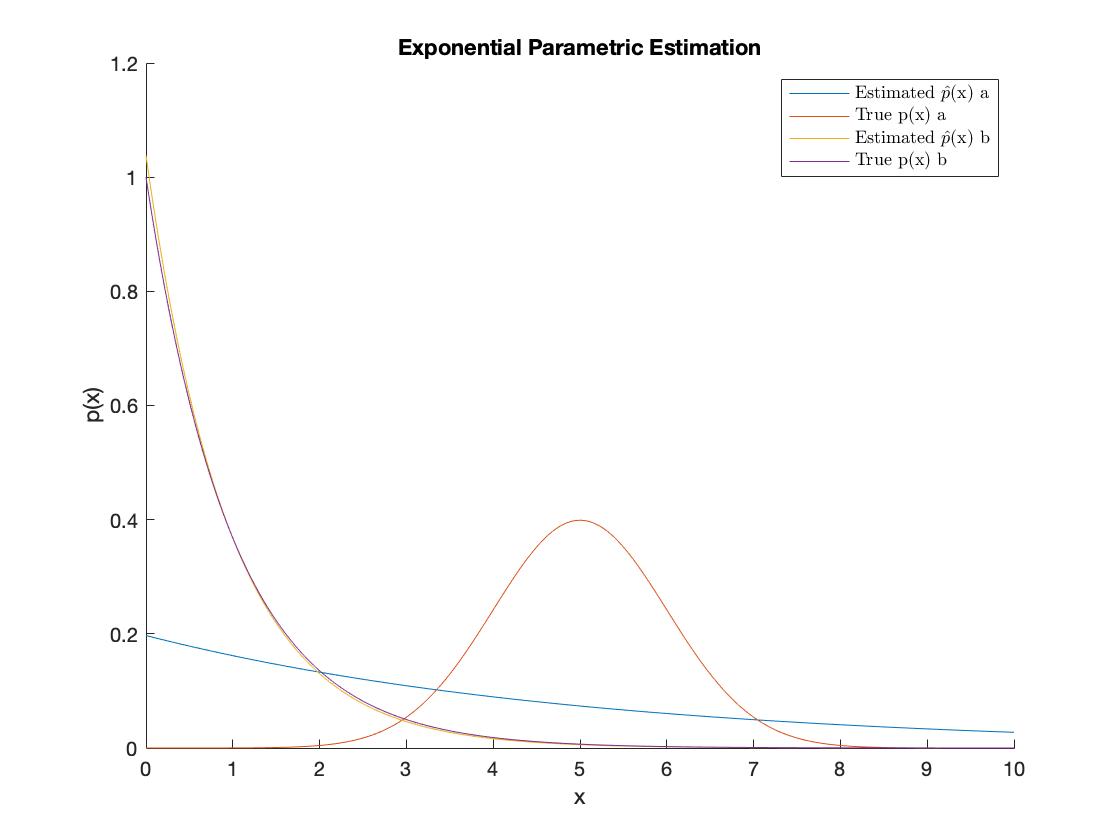 Exponential Parametric Estimation
1.2
Estimated p̂(x) a
True p(x) a
Estimated p̂(x) b
True p(x) b
1
0.8
0.6
p(x)
0.4
0.2
0
0 1 2 3 4 5 6 7 8 9 10
x